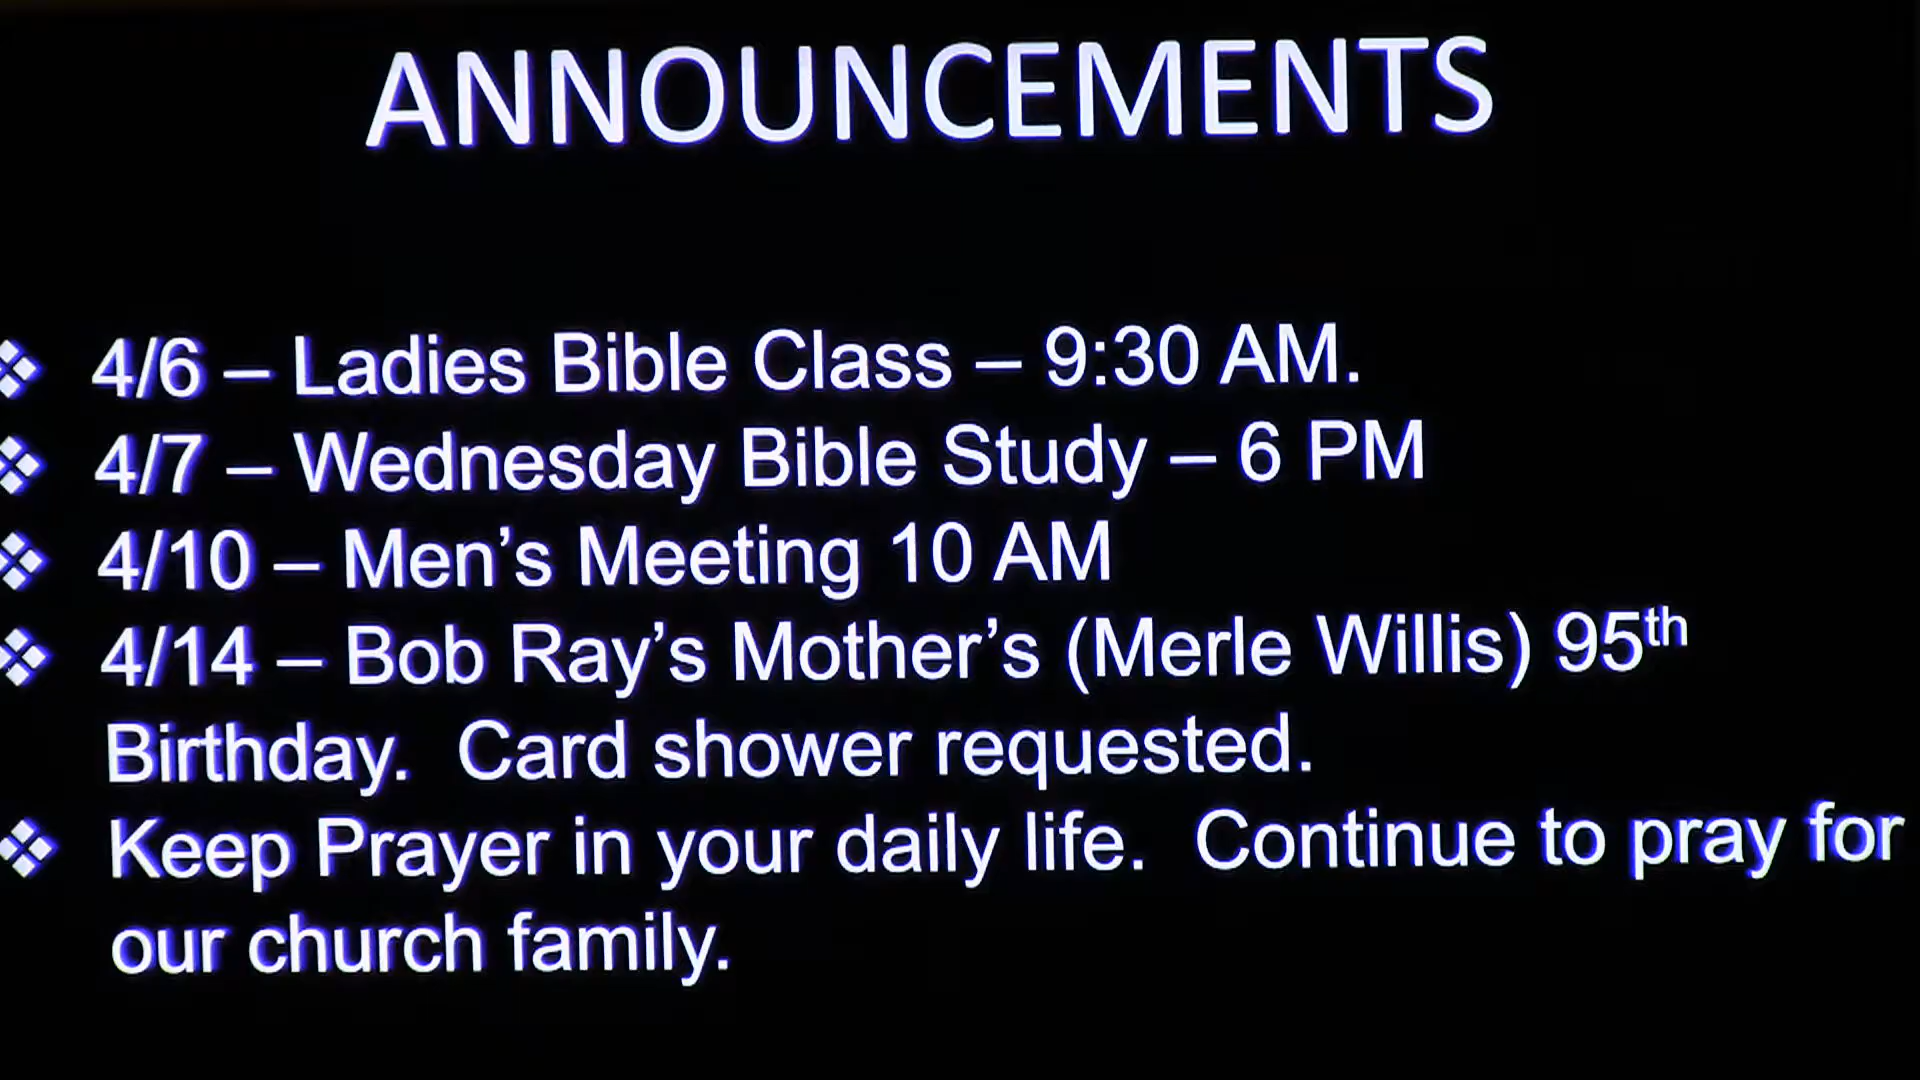 ANNOUNCEMENTS
❖ 4/6 – Ladies Bible Class – 9:30 AM.
❖ 4/7 – Wednesday Bible Study – 6 PM
❖ 4/10 – Men’s Meeting 10 AM
❖ 4/14 – Bob Ray’s Mother’s (Merle Willis) 95th
Birthday.  Card shower requested.
❖ Keep Prayer in your daily life.  Continue to pray for
our church family.